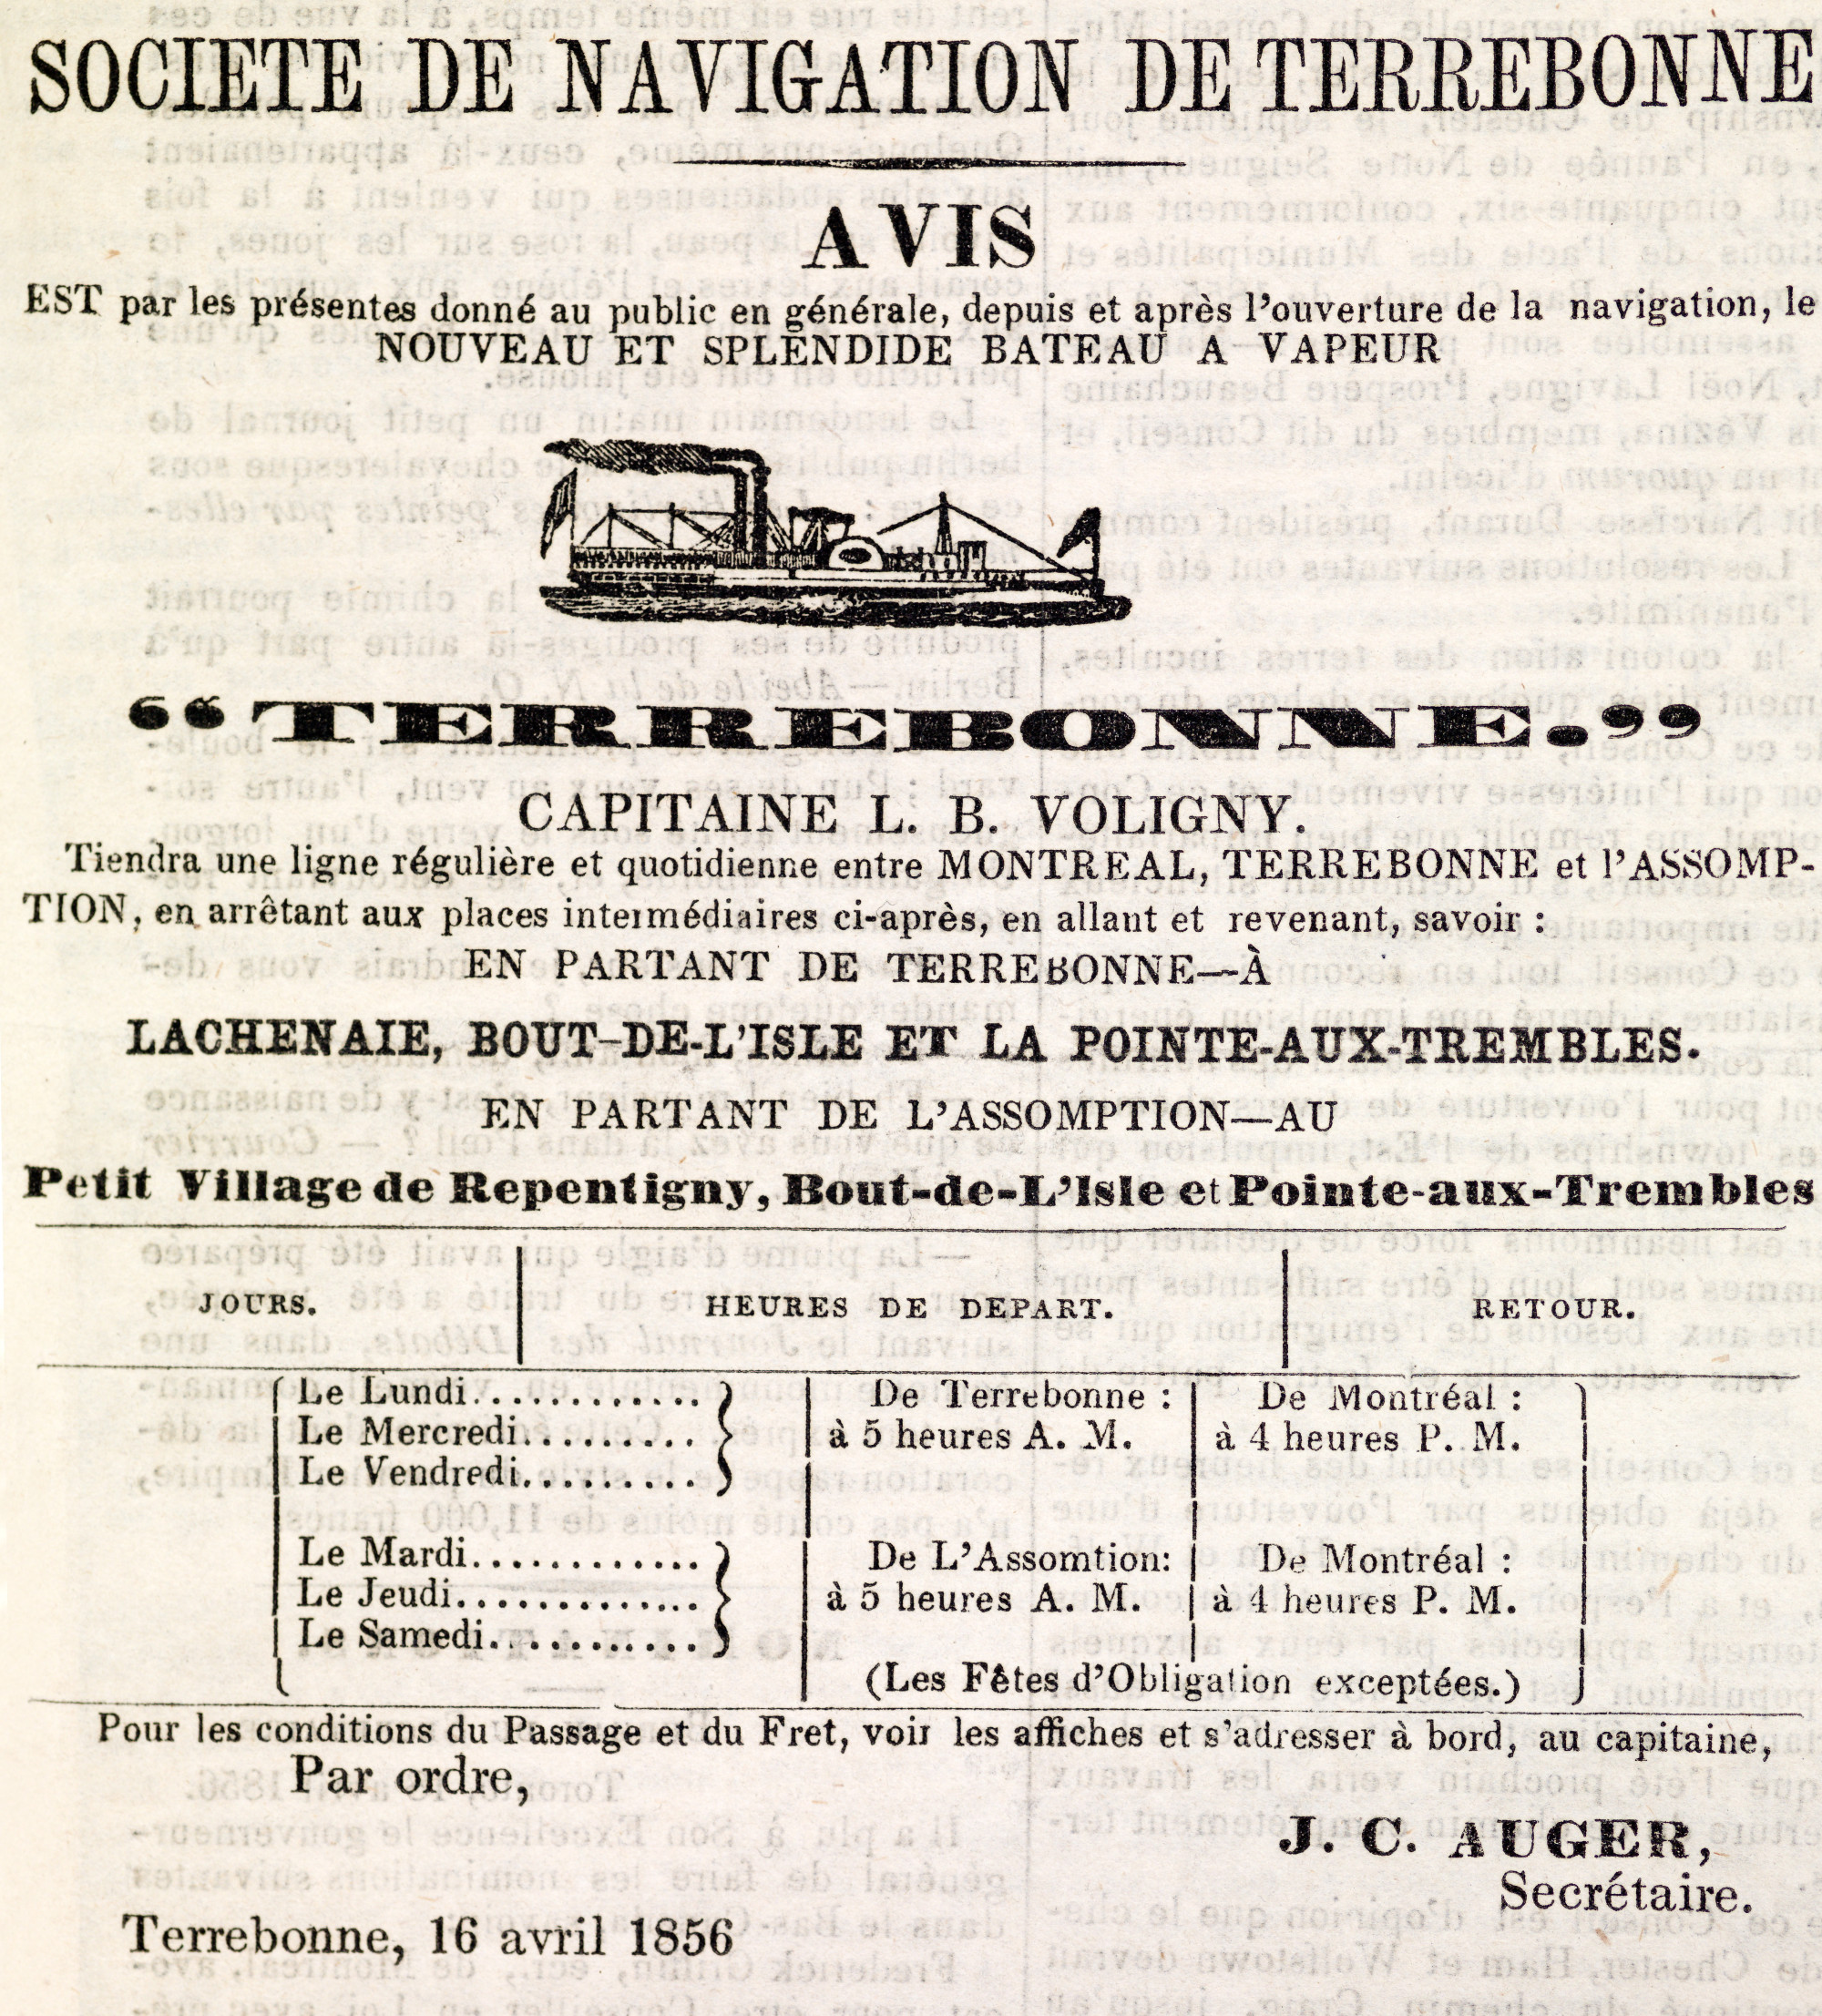 SOCIETE DE NAVIGATION DE TERREBONNE
AVIS
EST par les présentes donné au public en générale, depuis et après l'ouverture de la navigation, le
NOUVEAU ET SPLENDIDE BATEAU A VAPEUR
"TERREBONNE."
CAPITAINE L. B. VOLIGNY.
Tiendra une ligne régulière et quotidienne entre MONTREAL, TERREBONNE et l'ASSOMP-
TION, en arrêtant aux places intermédiaires ci-après, en allant et revenant, savoir :
EN PARTANT DE TERREBONNE—À
LACHENAIE, BOUT-DE-L'ISLE ET LA POINTE-AUX-TREMBLES.
EN PARTANT DE L'ASSOMPTION—AU
Petit Village de Repentigny, Bout-de-L'Isle et Pointe-aux-Trembles
JOURS. HEURES DE DEPART. RETOUR.
Le Lundi............ De Terrebonne : De Montréal :
Le Mercredi......... à 5 heures A. M. à 4 heures P. M.
Le Vendredi.........
Le Mardi............ De L'Assomtion: De Montréal :
Le Jeudi............. à 5 heures A. M. à 4 heures P. M.
Le Samedi...........
(Les Fêtes d'Obligation exceptées.)
Pour les conditions du Passage et du Fret, voir les affiches et s'adresser à bord, au capitaine,
Par ordre,
J. C. AUGER,
Secrétaire.
Terrebonne, 16 avril 1856